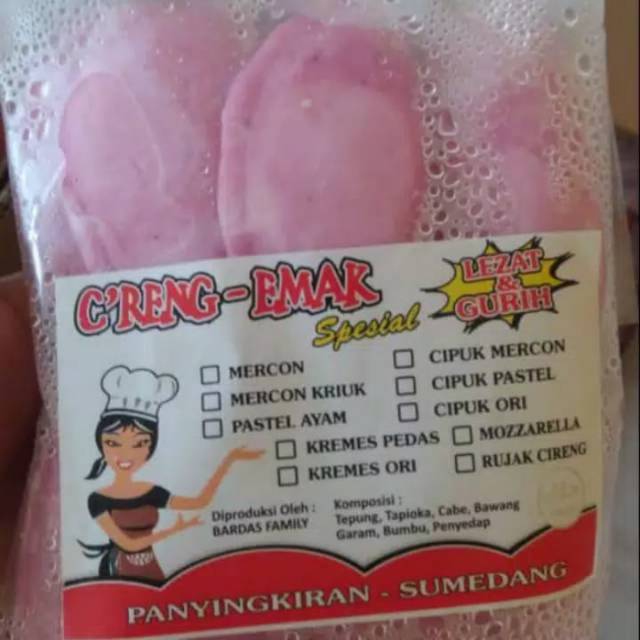 C'RENG - EMAK
Spesial
LEZAT
&
GURIH
MERCON
MERCON KRIUK
PASTEL AYAM
KREMES PEDAS
KREMES ORI
CIPUK MERCON
CIPUK PASTEL
CIPUK ORI
MOZZARELLA
RUJAK CIRENG
Diproduksi Oleh :
BARDAS FAMILY
Komposisi :
Tepung, Tapioka, Cabe, Bawang
Garam, Bumbu, Penyedap
PANYINGKIRAN - SUMEDANG